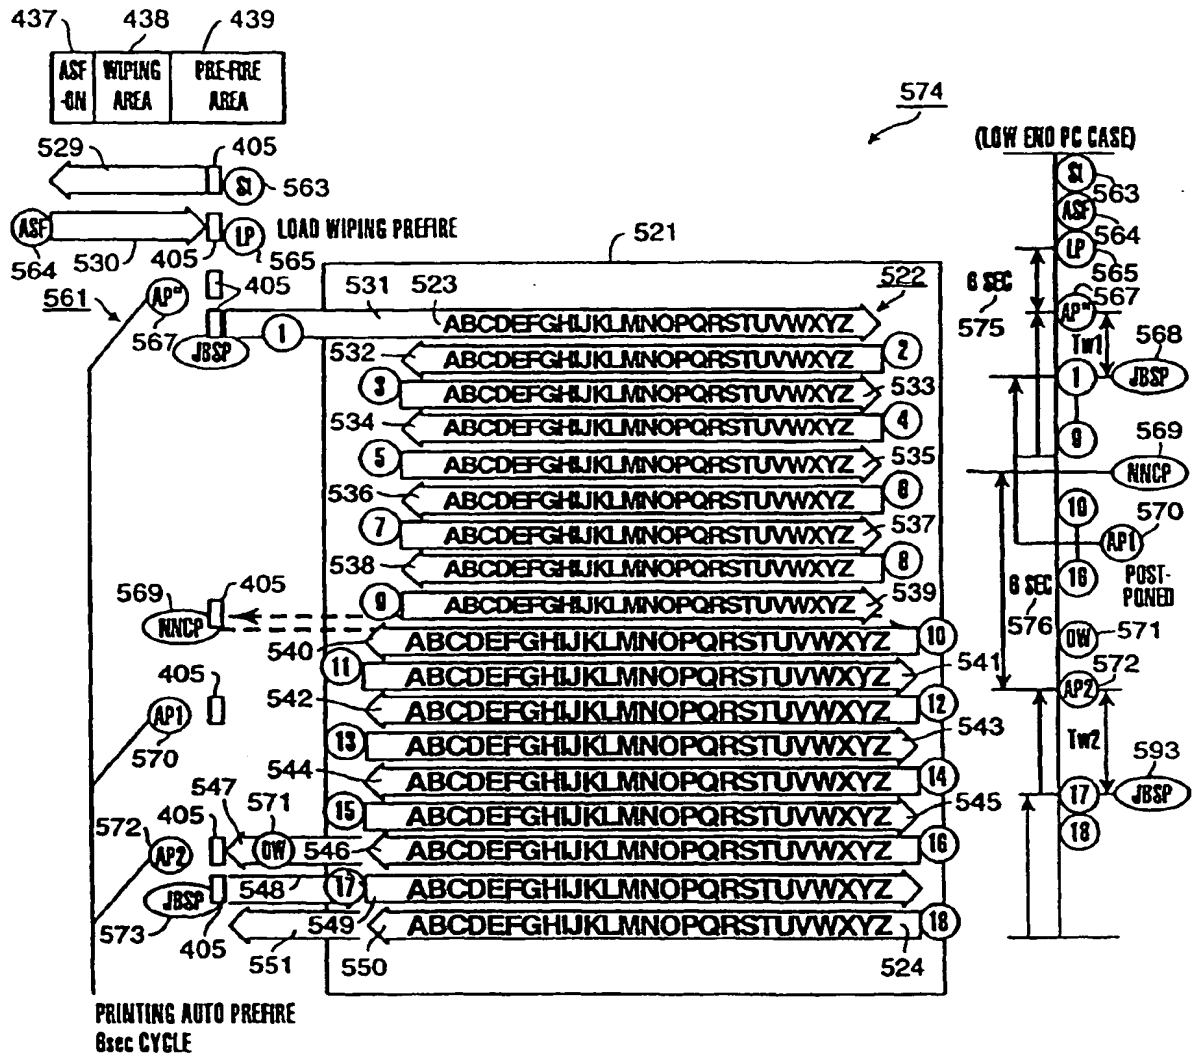 437 438 439
ASF -ON
WIPING AREA
PRE-FIRE AREA
574
(LOW END PC CASE)
529 405
SI 563
ASF 564
530
405
LP 565
LOAD WIPING PREFIRE
521
561
AP" 567
405
531 523
522
JBSP
1 ABCDEFGHIJKLMNOPQRSTUVWXYZ
532 ABCDEFGHIJKLMNOPQRSTUVWXYZ 2
3 ABCDEFGHIJKLMNOPQRSTUVWXYZ 533
534 ABCDEFGHIJKLMNOPQRSTUVWXYZ 4
5 ABCDEFGHIJKLMNOPQRSTUVWXYZ 535
536 ABCDEFGHIJKLMNOPQRSTUVWXYZ 6
7 ABCDEFGHIJKLMNOPQRSTUVWXYZ 537
538 ABCDEFGHIJKLMNOPQRSTUVWXYZ 8
9 ABCDEFGHIJKLMNOPQRSTUVWXYZ 539
569 405
NNCP
540 ABCDEFGHIJKLMNOPQRSTUVWXYZ 10
11 ABCDEFGHIJKLMNOPQRSTUVWXYZ 541
405
542 ABCDEFGHIJKLMNOPQRSTUVWXYZ 12
AP1 570
13 ABCDEFGHIJKLMNOPQRSTUVWXYZ 543
544 ABCDEFGHIJKLMNOPQRSTUVWXYZ 14
547 571
15 ABCDEFGHIJKLMNOPQRSTUVWXYZ 545
572 405
AP2
OW 546 ABCDEFGHIJKLMNOPQRSTUVWXYZ 16
JBSP 573
405
548 17 ABCDEFGHIJKLMNOPQRSTUVWXYZ
549
551 550 ABCDEFGHIJKLMNOPQRSTUVWXYZ 18
524
PRINTING AUTO PREFIRE
6sec CYCLE
SI 563
ASF 564
LP 565
6 SEC 575
AP" 567
Tw1
568
1 JBSP
9
569
NNCP
10
570
AP1
POST-
PONED
16
6 SEC 576
OW 571
572
AP2
Tw2
593
17 JBSP
18